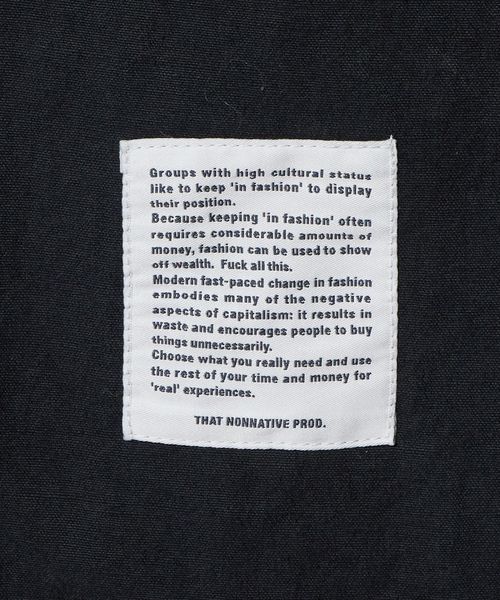 Groups with high cultural status
like to keep 'in fashion' to display
their position.
Because keeping 'in fashion' often
requires considerable amounts of
money, fashion can be used to show
off wealth. Fuck all this.
Modern fast-paced change in fashion
embodies many of the negative
aspects of capitalism: it results in
waste and encourages people to buy
things unnecessarily.
Choose what you really need and use
the rest of your time and money for
'real' experiences.
THAT NONNATIVE PROD.